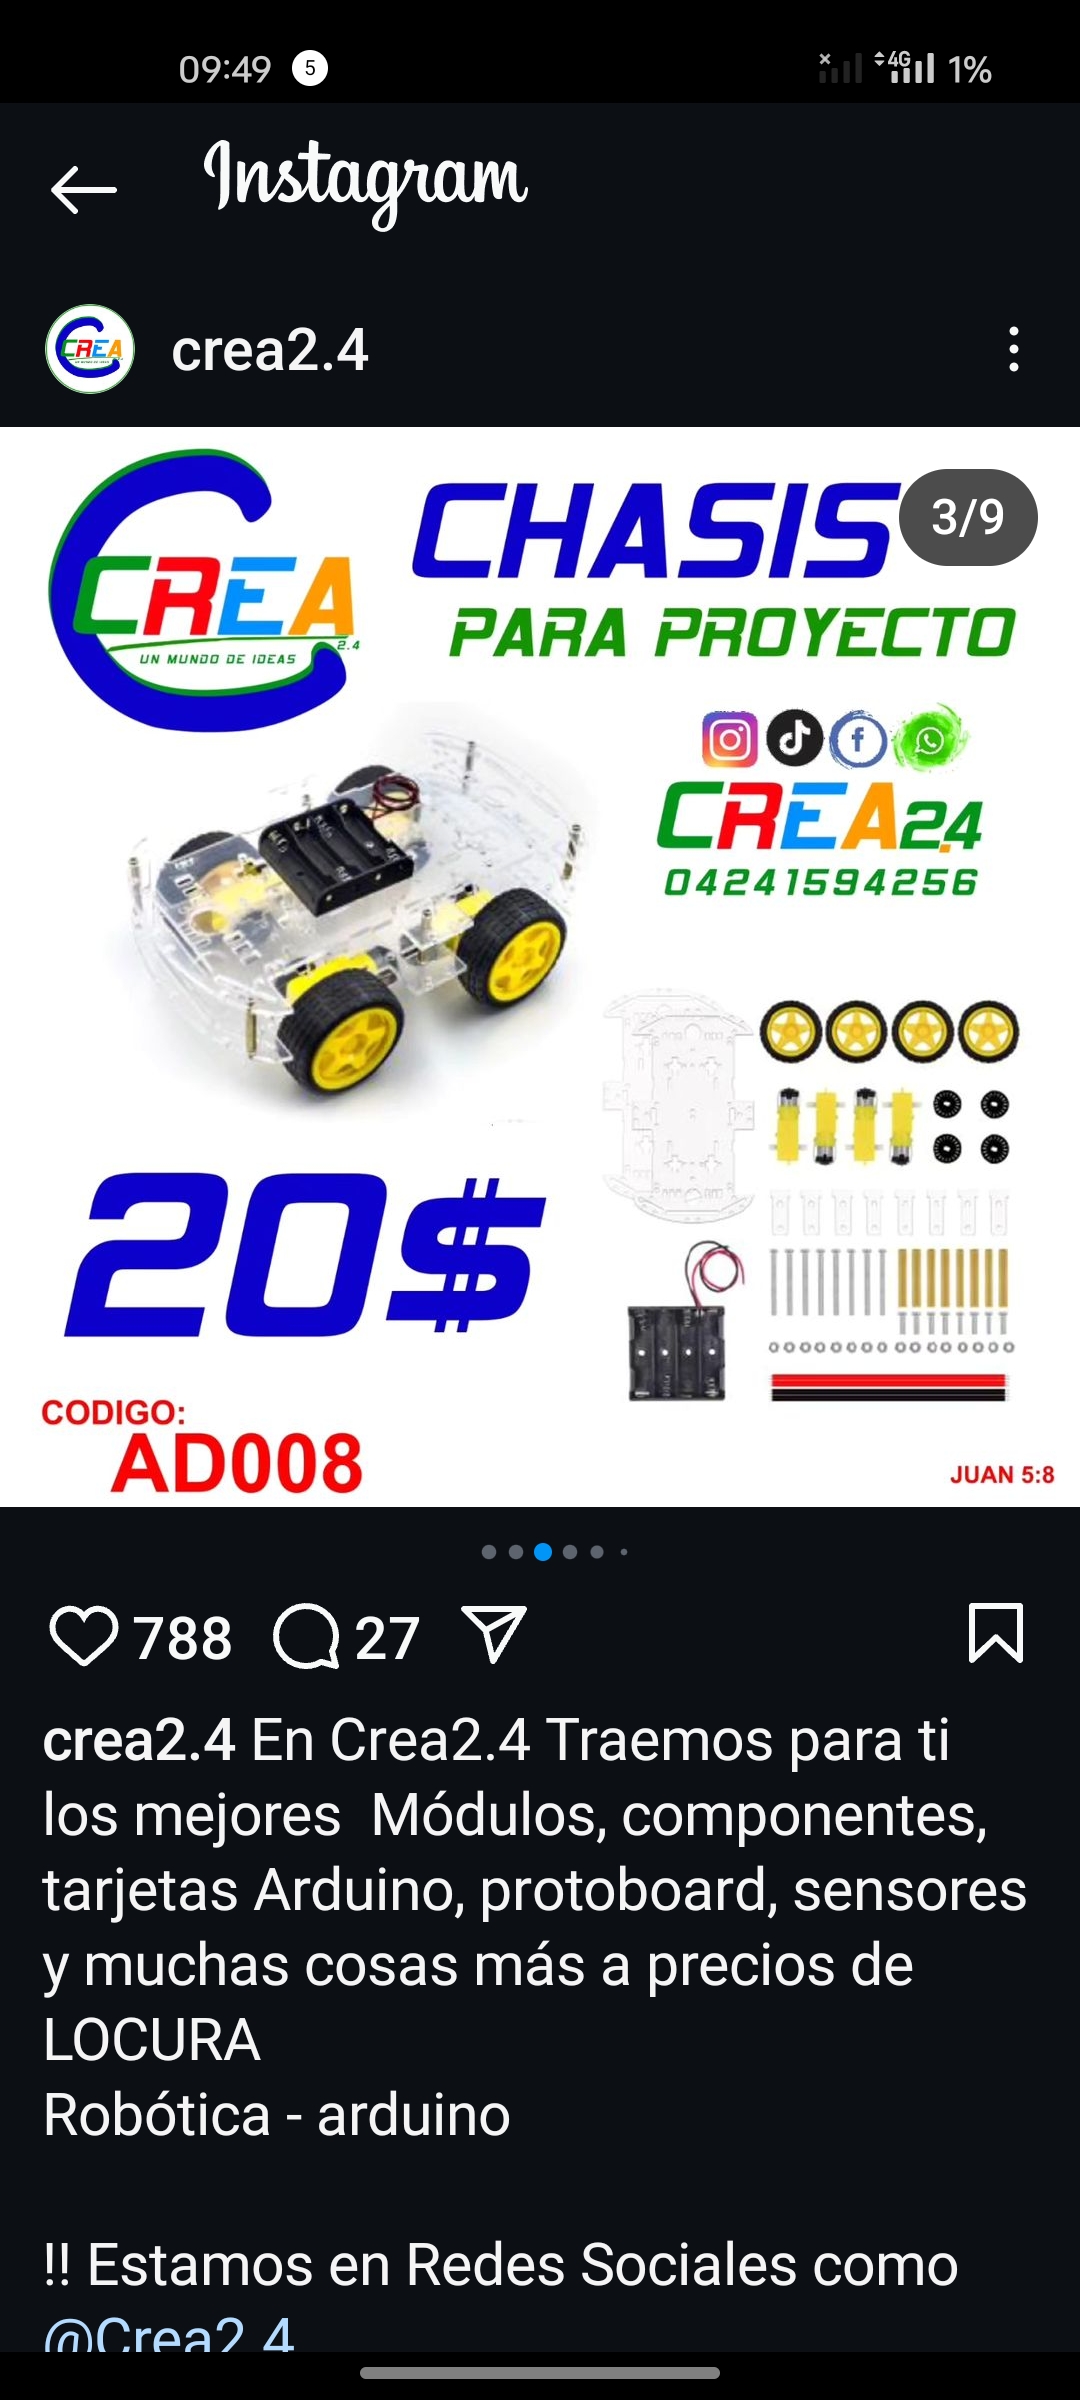 09:49 5 4G 1%
Instagram
crea2.4
CHASIS
3/9
PARA PROYECTO
CREA
2.4
UN MUNDO DE IDEAS
CREA2.4
04241594256
20$
CODIGO:
AD008
JUAN 5:8
788 27
crea2.4 En Crea2.4 Traemos para ti
los mejores  Módulos, componentes,
tarjetas Arduino, protoboard, sensores
y muchas cosas más a precios de
LOCURA
Robótica - arduino
!! Estamos en Redes Sociales como
@Crea2.4